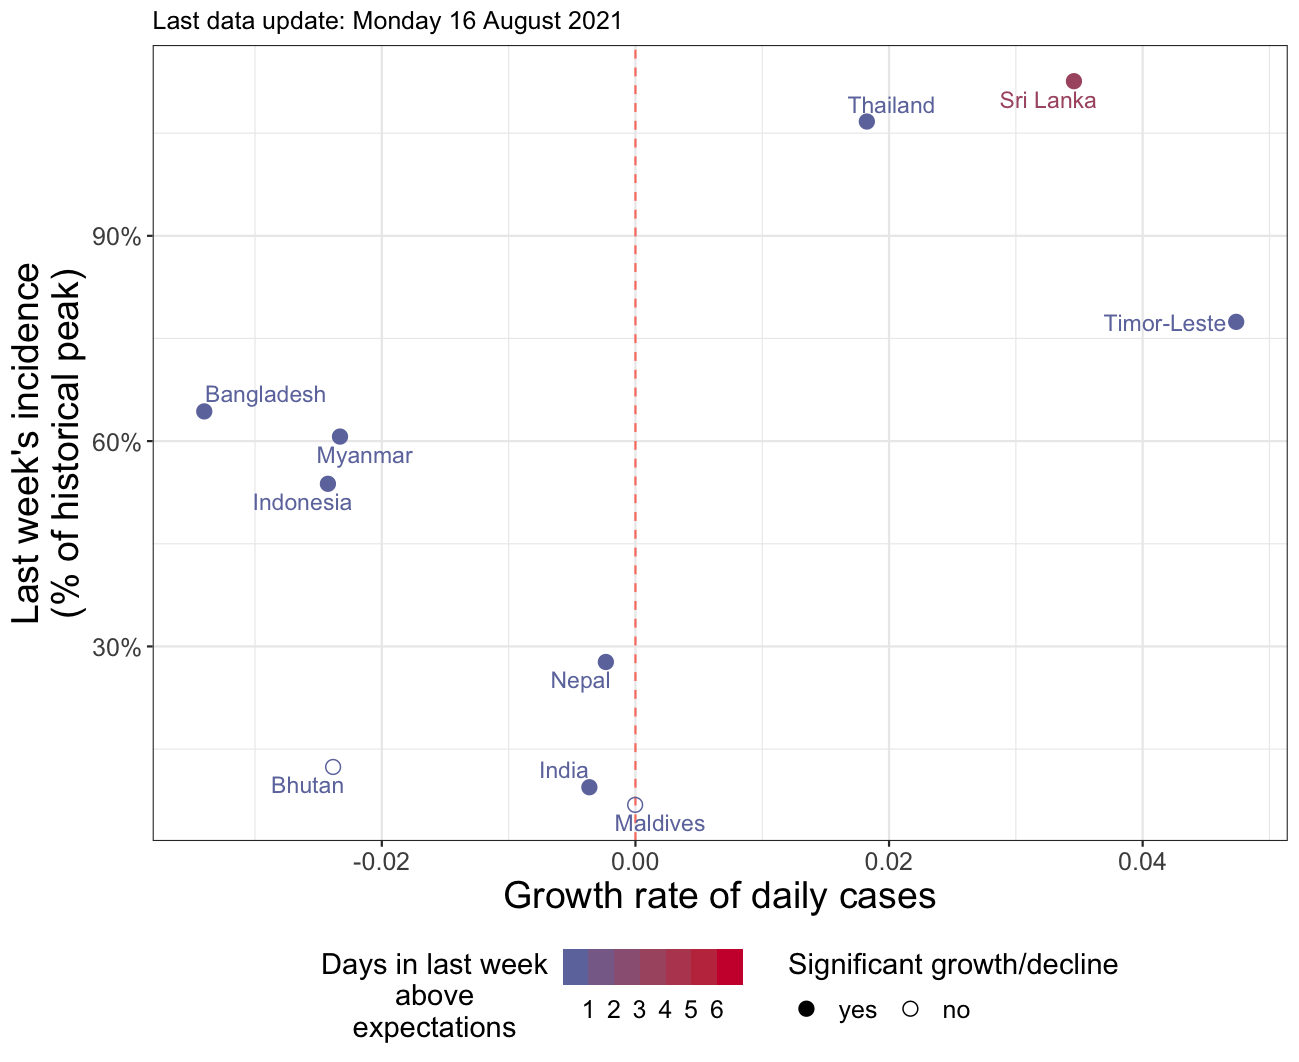 Last data update: Monday 16 August 2021
Thailand
Sri Lanka
90%
Timor-Leste
Bangladesh
60%
Myanmar
Indonesia
30%
Nepal
Bhutan
India
Maldives
Last week's incidence
(% of historical peak)
-0.02 0.00 0.02 0.04
Growth rate of daily cases
Days in last week
above
expectations
1 2 3 4 5 6
Significant growth/decline
yes no